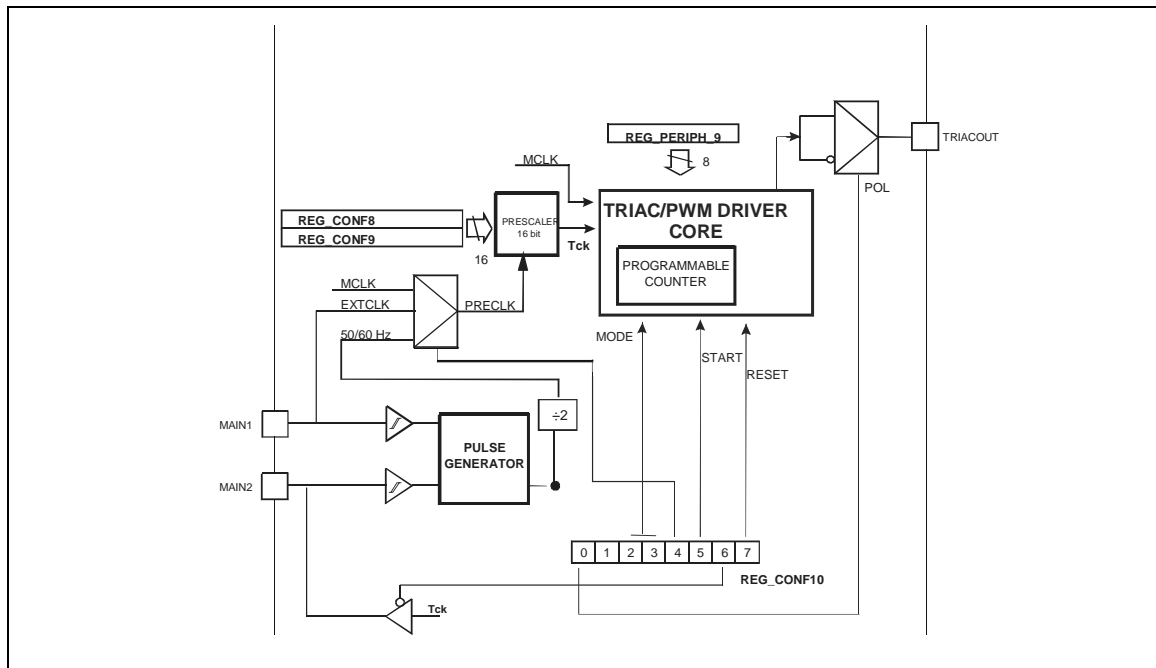 REG_PERIPH_9
TRIACOUT
MCLK
8
POL
REG_CONF8
REG_CONF9
16
PRESCALER
16 bit
Tck
TRIAC/PWM DRIVER
CORE
PROGRAMMABLE
COUNTER
MCLK
EXTCLK
PRECLK
50/60 Hz
MODE
START
RESET
÷2
MAIN1
MAIN2
PULSE
GENERATOR
0 1 2 3 4 5 6 7
REG_CONF10
Tck